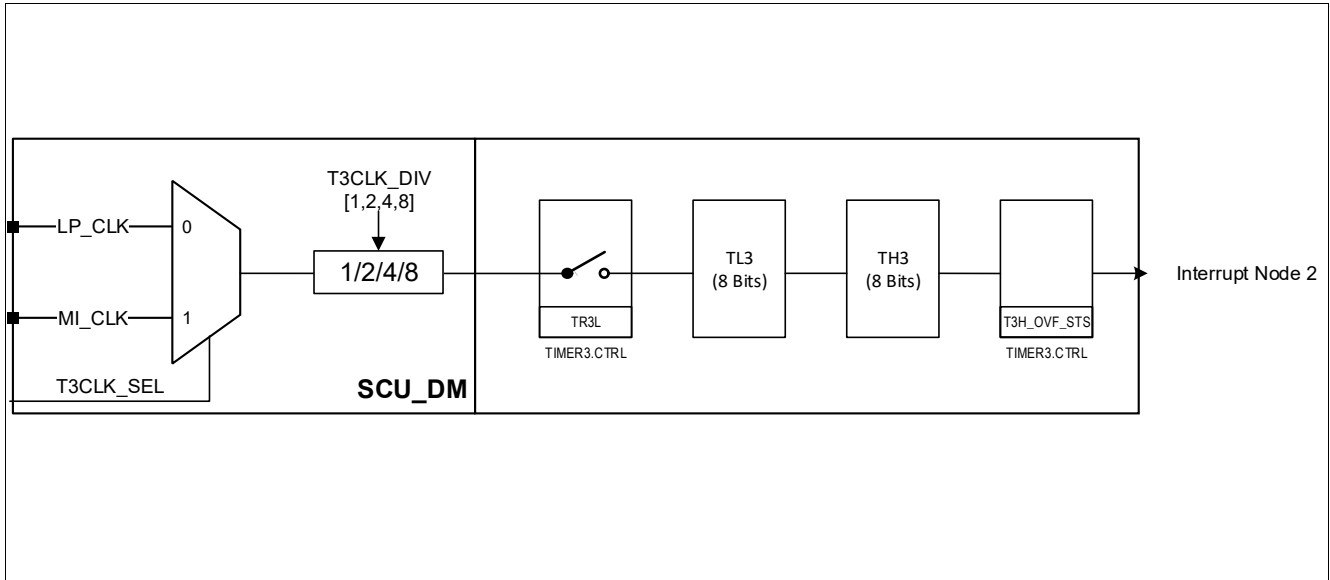 T3CLK_DIV
[1,2,4,8]
LP_CLK
0
1/2/4/8
TL3
(8 Bits)
TH3
(8 Bits)
Interrupt Node 2
MI_CLK
1
TR3L
T3H_OVF_STS
TIMER3.CTRL
TIMER3.CTRL
T3CLK_SEL
SCU_DM